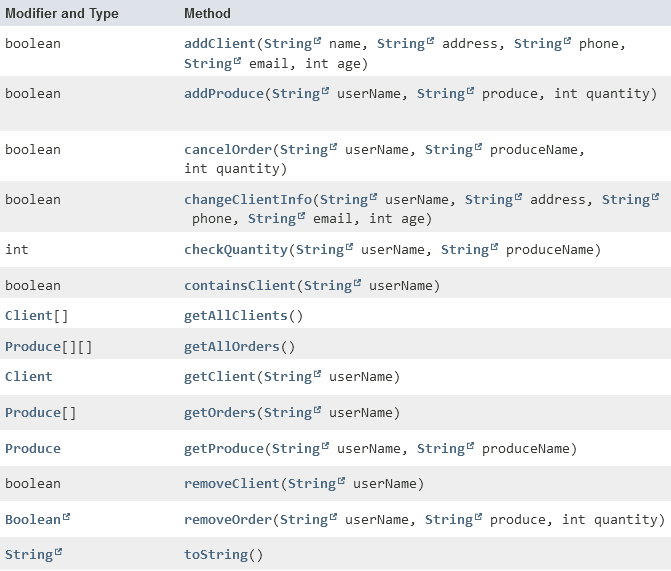 Modifier and Type Method
boolean addClient(String name, String address, String phone,
String email, int age)
boolean addProduce(String userName, String produce, int quantity)
boolean cancelOrder(String userName, String produceName,
int quantity)
boolean changeClientInfo(String userName, String address, String
phone, String email, int age)
int checkQuantity(String userName, String produceName)
boolean containsClient(String userName)
Client[] getAllClients()
Produce[][] getAllOrders()
Client getClient(String userName)
Produce[] getOrders(String userName)
Produce getProduce(String userName, String produceName)
boolean removeClient(String userName)
Boolean removeOrder(String userName, String produce, int quantity)
String toString()